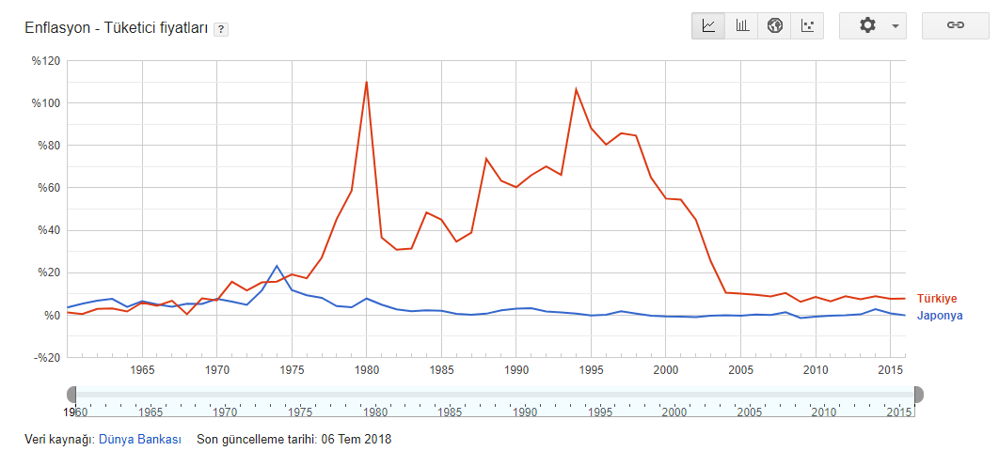 Enflasyon - Tüketici fiyatları ?
%120
%100
%80
%60
%40
%20
%0
-%20
Türkiye
Japonya
1965 1970 1975 1980 1985 1990 1995 2000 2005 2010 2015
1960 1965 1970 1975 1980 1985 1990 1995 2000 2005 2010 2015
Veri kaynağı: Dünya Bankası Son güncelleme tarihi: 06 Tem 2018